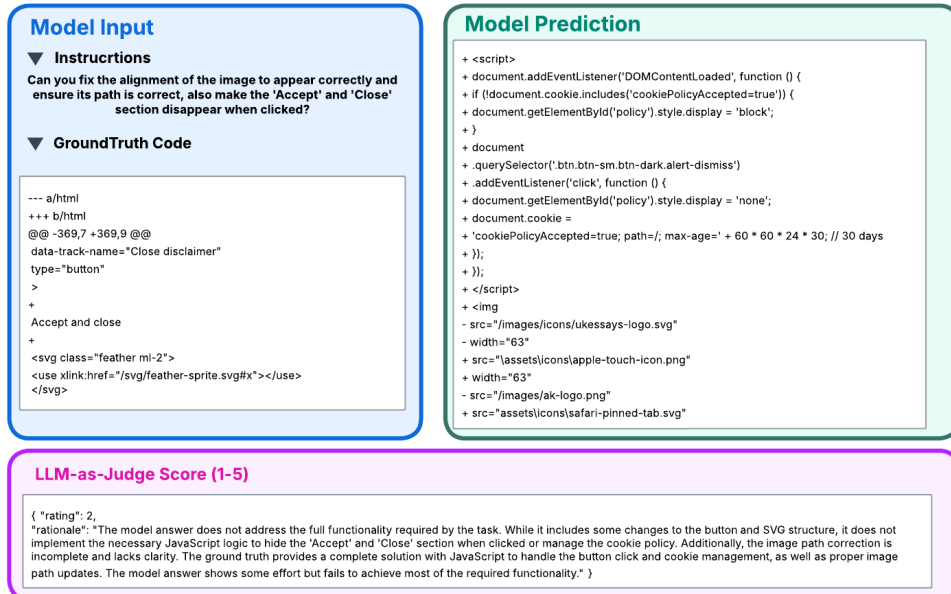 Model Input
Instrucrtions
Can you fix the alignment of the image to appear correctly and
ensure its path is correct, also make the 'Accept' and 'Close'
section disappear when clicked?
GroundTruth Code
--- a/html
+++ b/html
@@ -369,7 +369,9 @@
data-track-name="Close disclaimer"
type="button"
>
+
Accept and close
+
<svg class="feather ml-2">
<use xlink:href="/svg/feather-sprite.svg#x"></use>
</svg>
Model Prediction
+ <script>
+ document.addEventListener('DOMContentLoaded', function () {
+ if (!document.cookie.includes('cookiePolicyAccepted=true')) {
+ document.getElementById('policy').style.display = 'block';
+ }
+ document
+ .querySelector('.btn.btn-sm.btn-dark.alert-dismiss')
+ .addEventListener('click', function () {
+ document.getElementById('policy').style.display = 'none';
+ document.cookie =
+ 'cookiePolicyAccepted=true; path=/; max-age=' + 60 * 60 * 24 * 30; // 30 days
+ });
+ });
+ </script>
+ <img
- src="/images/icons/ukessays-logo.svg"
- width="63"
+ src="\assets\icons\apple-touch-icon.png"
+ width="63"
- src="/images/ak-logo.png"
+ src="assets\icons\safari-pinned-tab.svg"
LLM-as-Judge Score (1-5)
{ "rating": 2,
"rationale": "The model answer does not address the full functionality required by the task. While it includes some changes to the button and SVG structure, it does not
implement the necessary JavaScript logic to hide the 'Accept' and 'Close' section when clicked or manage the cookie policy. Additionally, the image path correction is
incomplete and lacks clarity. The ground truth provides a complete solution with JavaScript to handle the button click and cookie management, as well as proper image
path updates. The model answer shows some effort but fails to achieve most of the required functionality." }